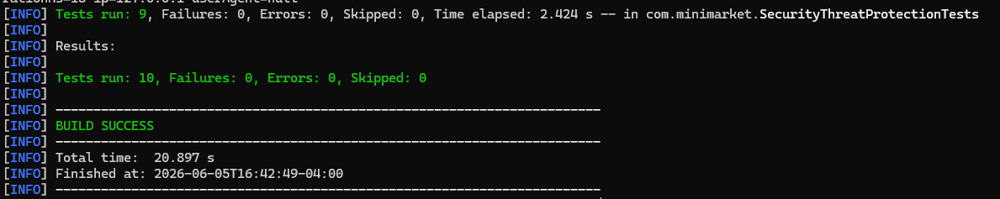 [INFO] Tests run: 9, Failures: 0, Errors: 0, Skipped: 0, Time elapsed: 2.424 s -- in com.minimarket.SecurityThreatProtectionTests
[INFO]
[INFO] Results:
[INFO]
[INFO] Tests run: 10, Failures: 0, Errors: 0, Skipped: 0
[INFO]
[INFO] ------------------------------------------------------------------------
[INFO] BUILD SUCCESS
[INFO] ------------------------------------------------------------------------
[INFO] Total time:  20.897 s
[INFO] Finished at: 2026-06-05T16:42:49-04:00
[INFO] ------------------------------------------------------------------------